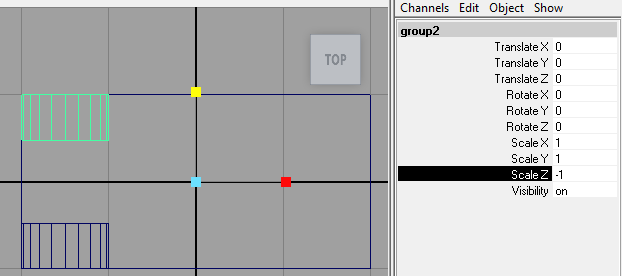 Channels Edit Object Show
group2
TOP
Translate X 0
Translate Y 0
Translate Z 0
Rotate X 0
Rotate Y 0
Rotate Z 0
Scale X 1
Scale Y 1
Scale Z -1
Visibility on